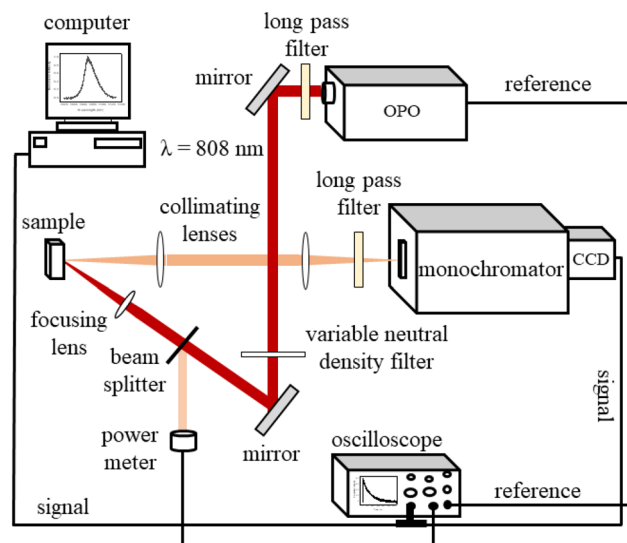 computer
long pass
filter
mirror
reference
OPO
λ = 808 nm
long pass
filter
sample
collimating
lenses
monochromator
CCD
focusing
lens
beam
splitter
variable neutral
density filter
signal
power
meter
mirror
oscilloscope
reference
signal